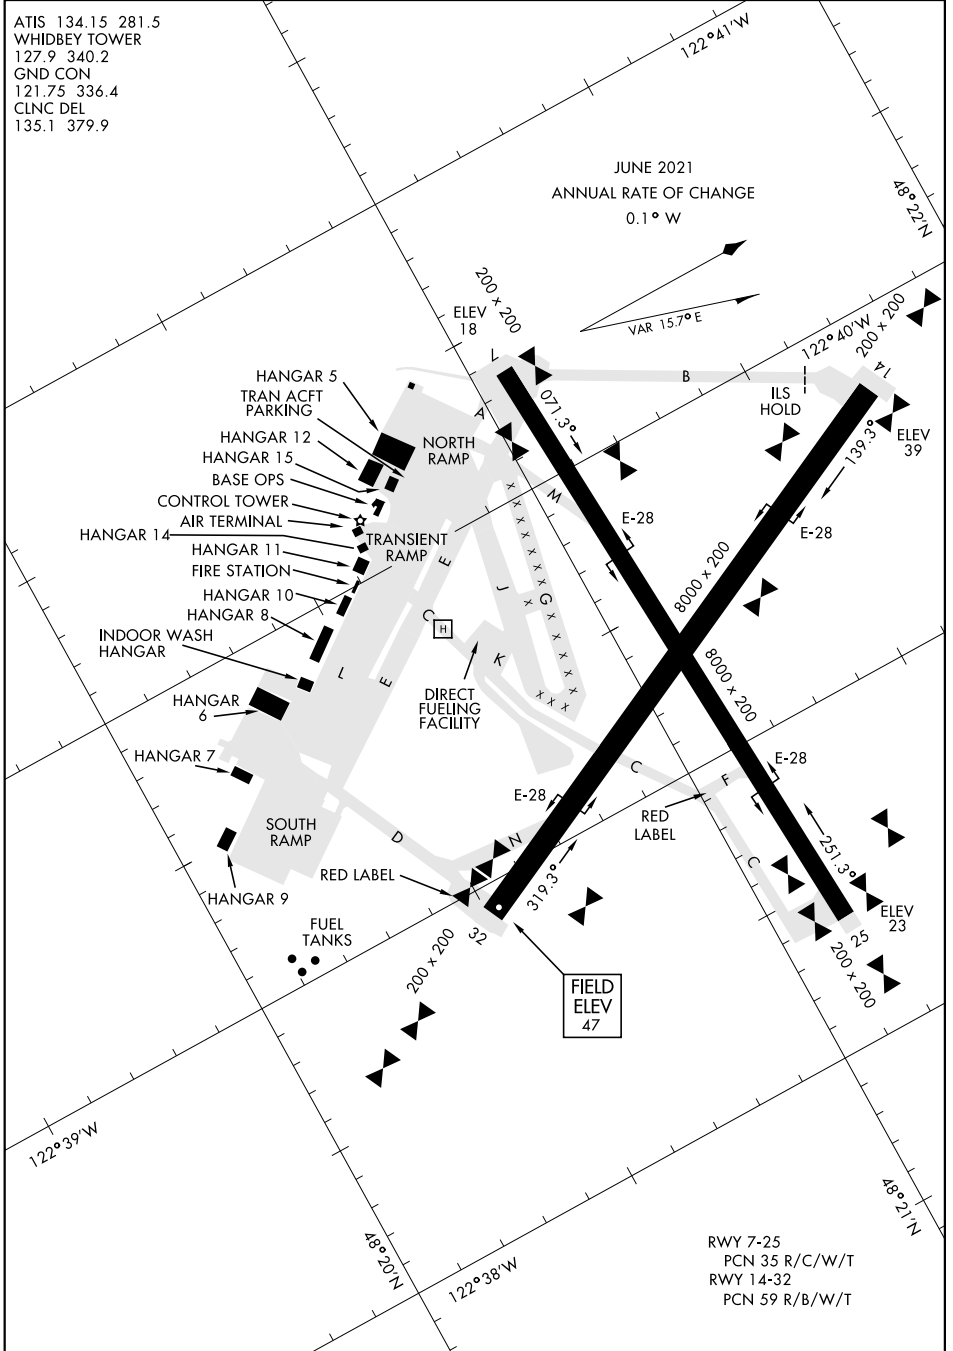 ATIS 134.15 281.5
WHIDBEY TOWER
127.9 340.2
GND CON
121.75 336.4
CLNC DEL
135.1 379.9
122°41'W
JUNE 2021
ANNUAL RATE OF CHANGE
0.1° W
48°22'N
VAR 15.7° E
200 x 200
ELEV
18
L
122°40'W
200 x 200
14
B
ILS
HOLD
ELEV
39
139.3°
071.3°
A
HANGAR 5
TRAN ACFT
PARKING
HANGAR 12
HANGAR 15
BASE OPS
CONTROL TOWER
AIR TERMINAL
HANGAR 14
HANGAR 11
FIRE STATION
HANGAR 10
HANGAR 8
INDOOR WASH
HANGAR
HANGAR
6
HANGAR 7
HANGAR 9
NORTH
RAMP
TRANSIENT
RAMP
M
x x x x x x x x
E-28
E-28
E
J
x
G
x x x x x x
x x x
C
H
K
L
E
DIRECT
FUELING
FACILITY
8000 x 200
8000 x 200
C
F
E-28
E-28
RED
LABEL
SOUTH
RAMP
D
N
C
RED LABEL
319.3°
251.3°
ELEV
23
25
200 x 200
FUEL
TANKS
32
200 x 200
FIELD
ELEV
47
122°39'W
48°21'N
48°20'N
122°38'W
RWY 7-25
PCN 35 R/C/W/T
RWY 14-32
PCN 59 R/B/W/T